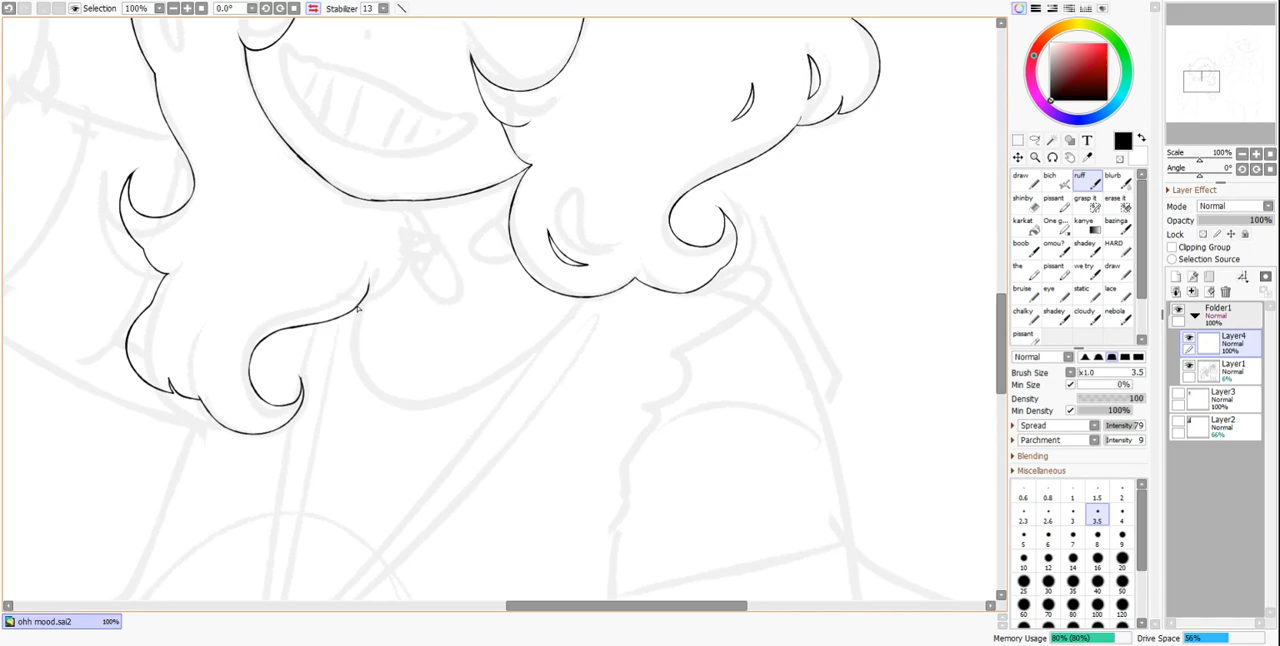 Selection 100% 0.0° Stabilizer 13
Scale 100%
Angle 0°
Layer Effect
Mode Normal
Opacity 100%
Lock
Clipping Group
Selection Source
Folder1
Normal
100%
Layer4
Normal
100%
Layer1
Normal
6%
Layer3
Normal
100%
Layer2
Normal
66%
T
draw bich ruff blurb
shinby pissant grasp it erase it
karkat One g... kanye bazinga
boob omou? shadey HARD
the pissant we try draw
bruise eye static lace
chalky shadey cloudy nebola
pissant
Normal
Brush Size x1.0 3.5
Min Size 0%
Density 100
Min Density 100%
Spread Intensity 79
Parchment Intensity 9
Blending
Miscellaneous
0.6 0.8 1 1.5 2
2.3 2.6 3 3.5 4
5 6 7 8 9
10 12 14 16 20
25 30 35 40 50
60 70 80 100 120
ohh mood.sai2 100%
Memory Usage 80% (80%) Drive Space 56%